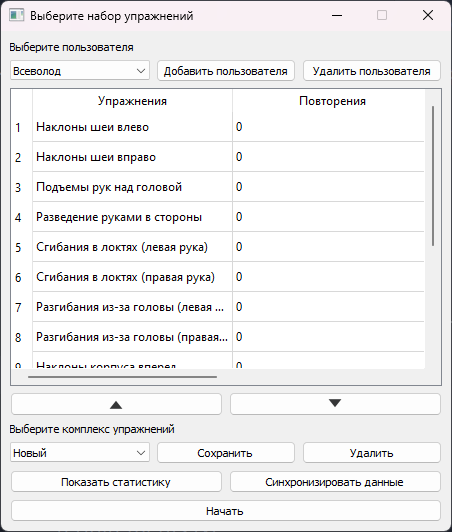 Выберите набор упражнений
Выберите пользователя
Всеволод Добавить пользователя Удалить пользователя
Упражнения Повторения
1 Наклоны шеи влево 0
2 Наклоны шеи вправо 0
3 Подъемы рук над головой 0
4 Разведение руками в стороны 0
5 Сгибания в локтях (левая рука) 0
6 Сгибания в локтях (правая рука) 0
7 Разгибания из-за головы (левая ... 0
8 Разгибания из-за головы (правая... 0
9 Наклоны корпуса вперед 0
Выберите комплекс упражнений
Новый Сохранить Удалить
Показать статистику Синхронизировать данные
Начать